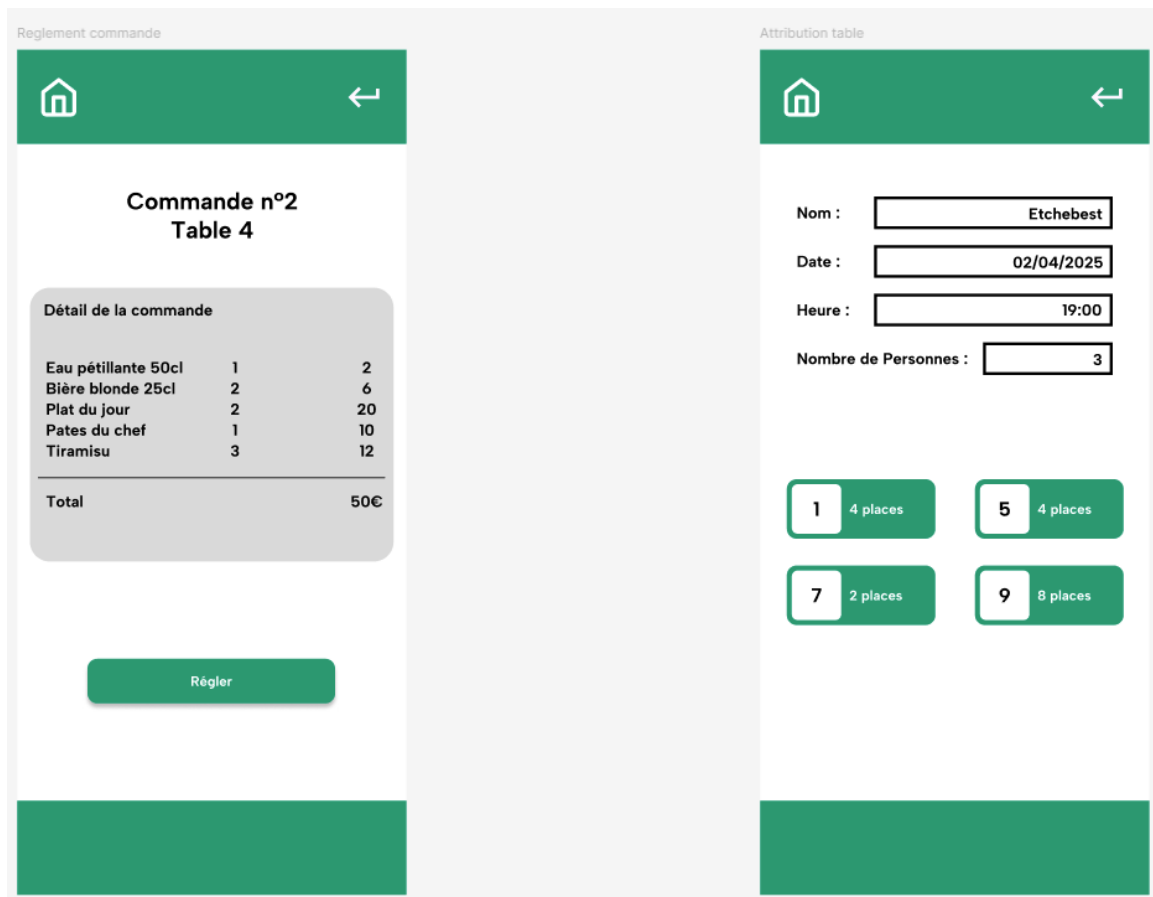 Reglement commande
Commande n°2
Table 4
Détail de la commande
Eau pétillante 50cl 1 2
Bière blonde 25cl 2 6
Plat du jour 2 20
Pates du chef 1 10
Tiramisu 3 12
Total 50€
Régler
Attribution table
Nom : Etchebest
Date : 02/04/2025
Heure : 19:00
Nombre de Personnes : 3
1 4 places
5 4 places
7 2 places
9 8 places